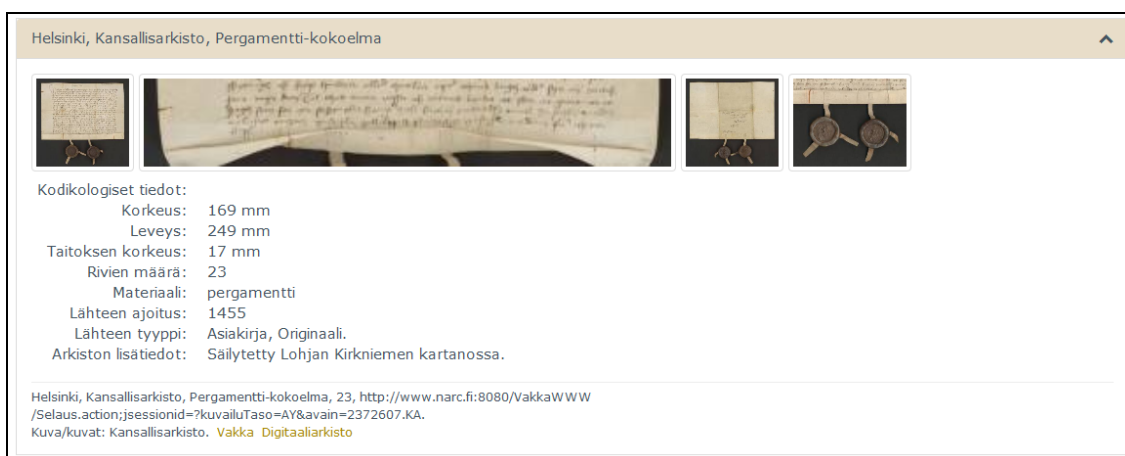 Helsinki, Kansallisarkisto, Pergamentti-kokoelma
Kodikologiset tiedot:
Korkeus: 169 mm
Leveys: 249 mm
Taitoksen korkeus: 17 mm
Rivien määrä: 23
Materiaali: pergamentti
Lähteen ajoitus: 1455
Lähteen tyyppi: Asiakirja, Originaali.
Arkiston lisätiedot: Säilytetty Lohjan Kirkniemen kartanossa.
Helsinki, Kansallisarkisto, Pergamentti-kokoelma, 23, http://www.narc.fi:8080/VakkaWWW
/Selaus.action;jsessionid=?kuvailuTaso=AY&avain=2372607.KA.
Kuva/kuvat: Kansallisarkisto. Vakka Digitaaliarkisto